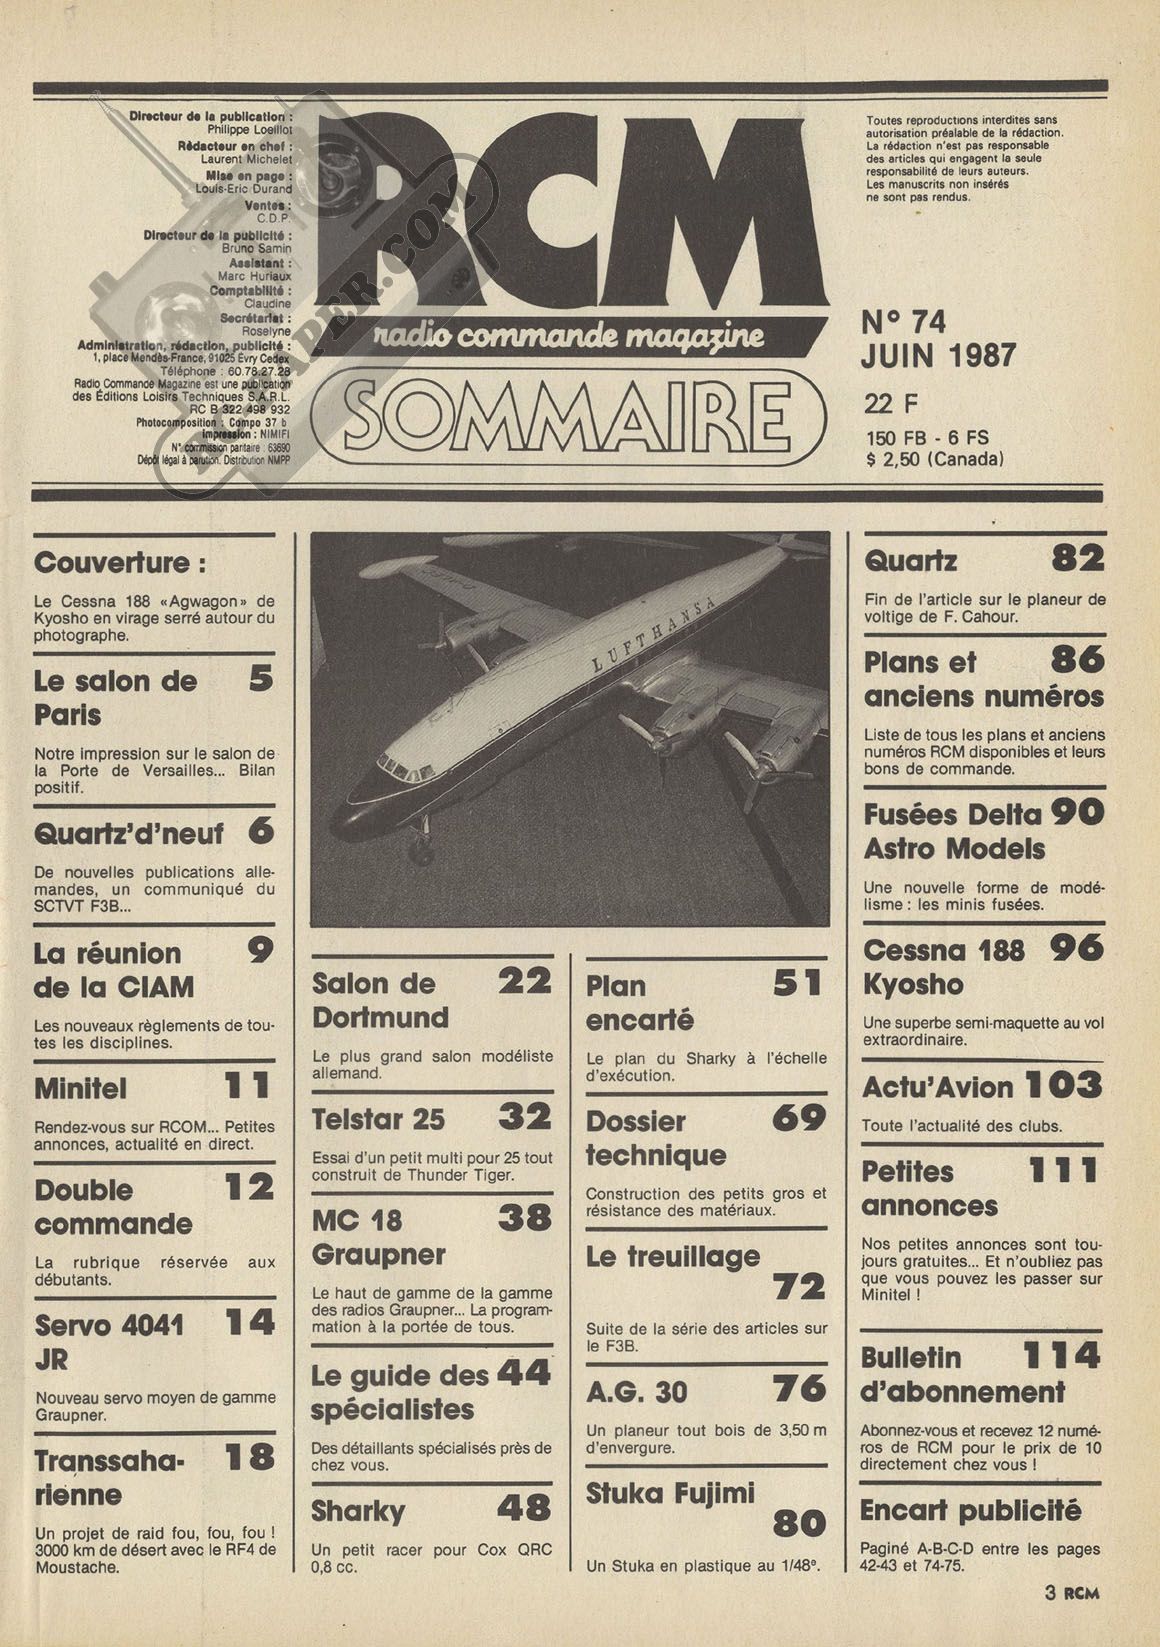 Directeur de la publication :
Philippe Loeillot
Rédacteur en chef :
Laurent Michelet
Mise en page :
Louis-Eric Durand
Ventes :
C.D.P.
Directeur de la publicité :
Bruno Samin
Assistant :
Marc Huriaux
Comptabilité :
Claudine
Secrétariat :
Roselyne
Administration, rédaction, publicité :
1, place Mendès-France, 91025 Évry Cedex
Téléphone : 60.78.27.28
Radio Commande Magazine est une publication
des Éditions Loisirs Techniques S.A.R.L.
RC B 322 498 932
Photocomposition : Compo 37 b
Impression : NIMIFI
N° commission paritaire : 63690
Dépôt légal à parution. Distribution NMPP
RCM
radio commande magazine
SOMMAIRE
Toutes reproductions interdites sans
autorisation préalable de la rédaction.
La rédaction n'est pas responsable
des articles qui engagent la seule
responsabilité de leurs auteurs.
Les manuscrits non insérés
ne sont pas rendus.
N° 74
JUIN 1987
22 F
150 FB - 6 FS
$ 2,50 (Canada)
Couverture :
Le Cessna 188 «Agwagon» de
Kyosho en virage serré autour du
photographe.
Le salon de 5
Paris
Notre impression sur le salon de
la Porte de Versailles... Bilan
positif.
Quartz'd'neuf 6
De nouvelles publications alle-
mandes, un communiqué du
SCTVT F3B...
La réunion 9
de la CIAM
Les nouveaux règlements de tou-
tes les disciplines.
Minitel 11
Rendez-vous sur RCOM... Petites
annonces, actualité en direct.
Double 12
commande
La rubrique réservée aux
débutants.
Servo 4041 14
JR
Nouveau servo moyen de gamme
Graupner.
Transsaha- 18
rienne
Un projet de raid fou, fou, fou !
3000 km de désert avec le RF4 de
Moustache.
LUFTHANSA
Salon de 22
Dortmund
Le plus grand salon modéliste
allemand.
Telstar 25 32
Essai d'un petit multi pour 25 tout
construit de Thunder Tiger.
MC 18 38
Graupner
Le haut de gamme de la gamme
des radios Graupner... La program-
mation à la portée de tous.
Le guide des 44
spécialistes
Des détaillants spécialisés près de
chez vous.
Sharky 48
Un petit racer pour Cox QRC
0,8 cc.
Plan 51
encarté
Le plan du Sharky à l'échelle
d'exécution.
Dossier 69
technique
Construction des petits gros et
résistance des matériaux.
Le treuillage
72
Suite de la série des articles sur
le F3B.
A.G. 30 76
Un planeur tout bois de 3,50 m
d'envergure.
Stuka Fujimi
80
Un Stuka en plastique au 1/48e.
Quartz 82
Fin de l'article sur le planeur de
voltige de F. Cahour.
Plans et 86
anciens numéros
Liste de tous les plans et anciens
numéros RCM disponibles et leurs
bons de commande.
Fusées Delta 90
Astro Models
Une nouvelle forme de modé-
lisme : les minis fusées.
Cessna 188 96
Kyosho
Une superbe semi-maquette au vol
extraordinaire.
Actu'Avion 103
Toute l'actualité des clubs.
Petites 111
annonces
Nos petites annonces sont tou-
jours gratuites... Et n'oubliez pas
que vous pouvez les passer sur
Minitel !
Bulletin 114
d'abonnement
Abonnez-vous et recevez 12 numé-
ros de RCM pour le prix de 10
directement chez vous !
Encart publicité
Paginé A-B-C-D entre les pages
42-43 et 74-75.
3 RCM